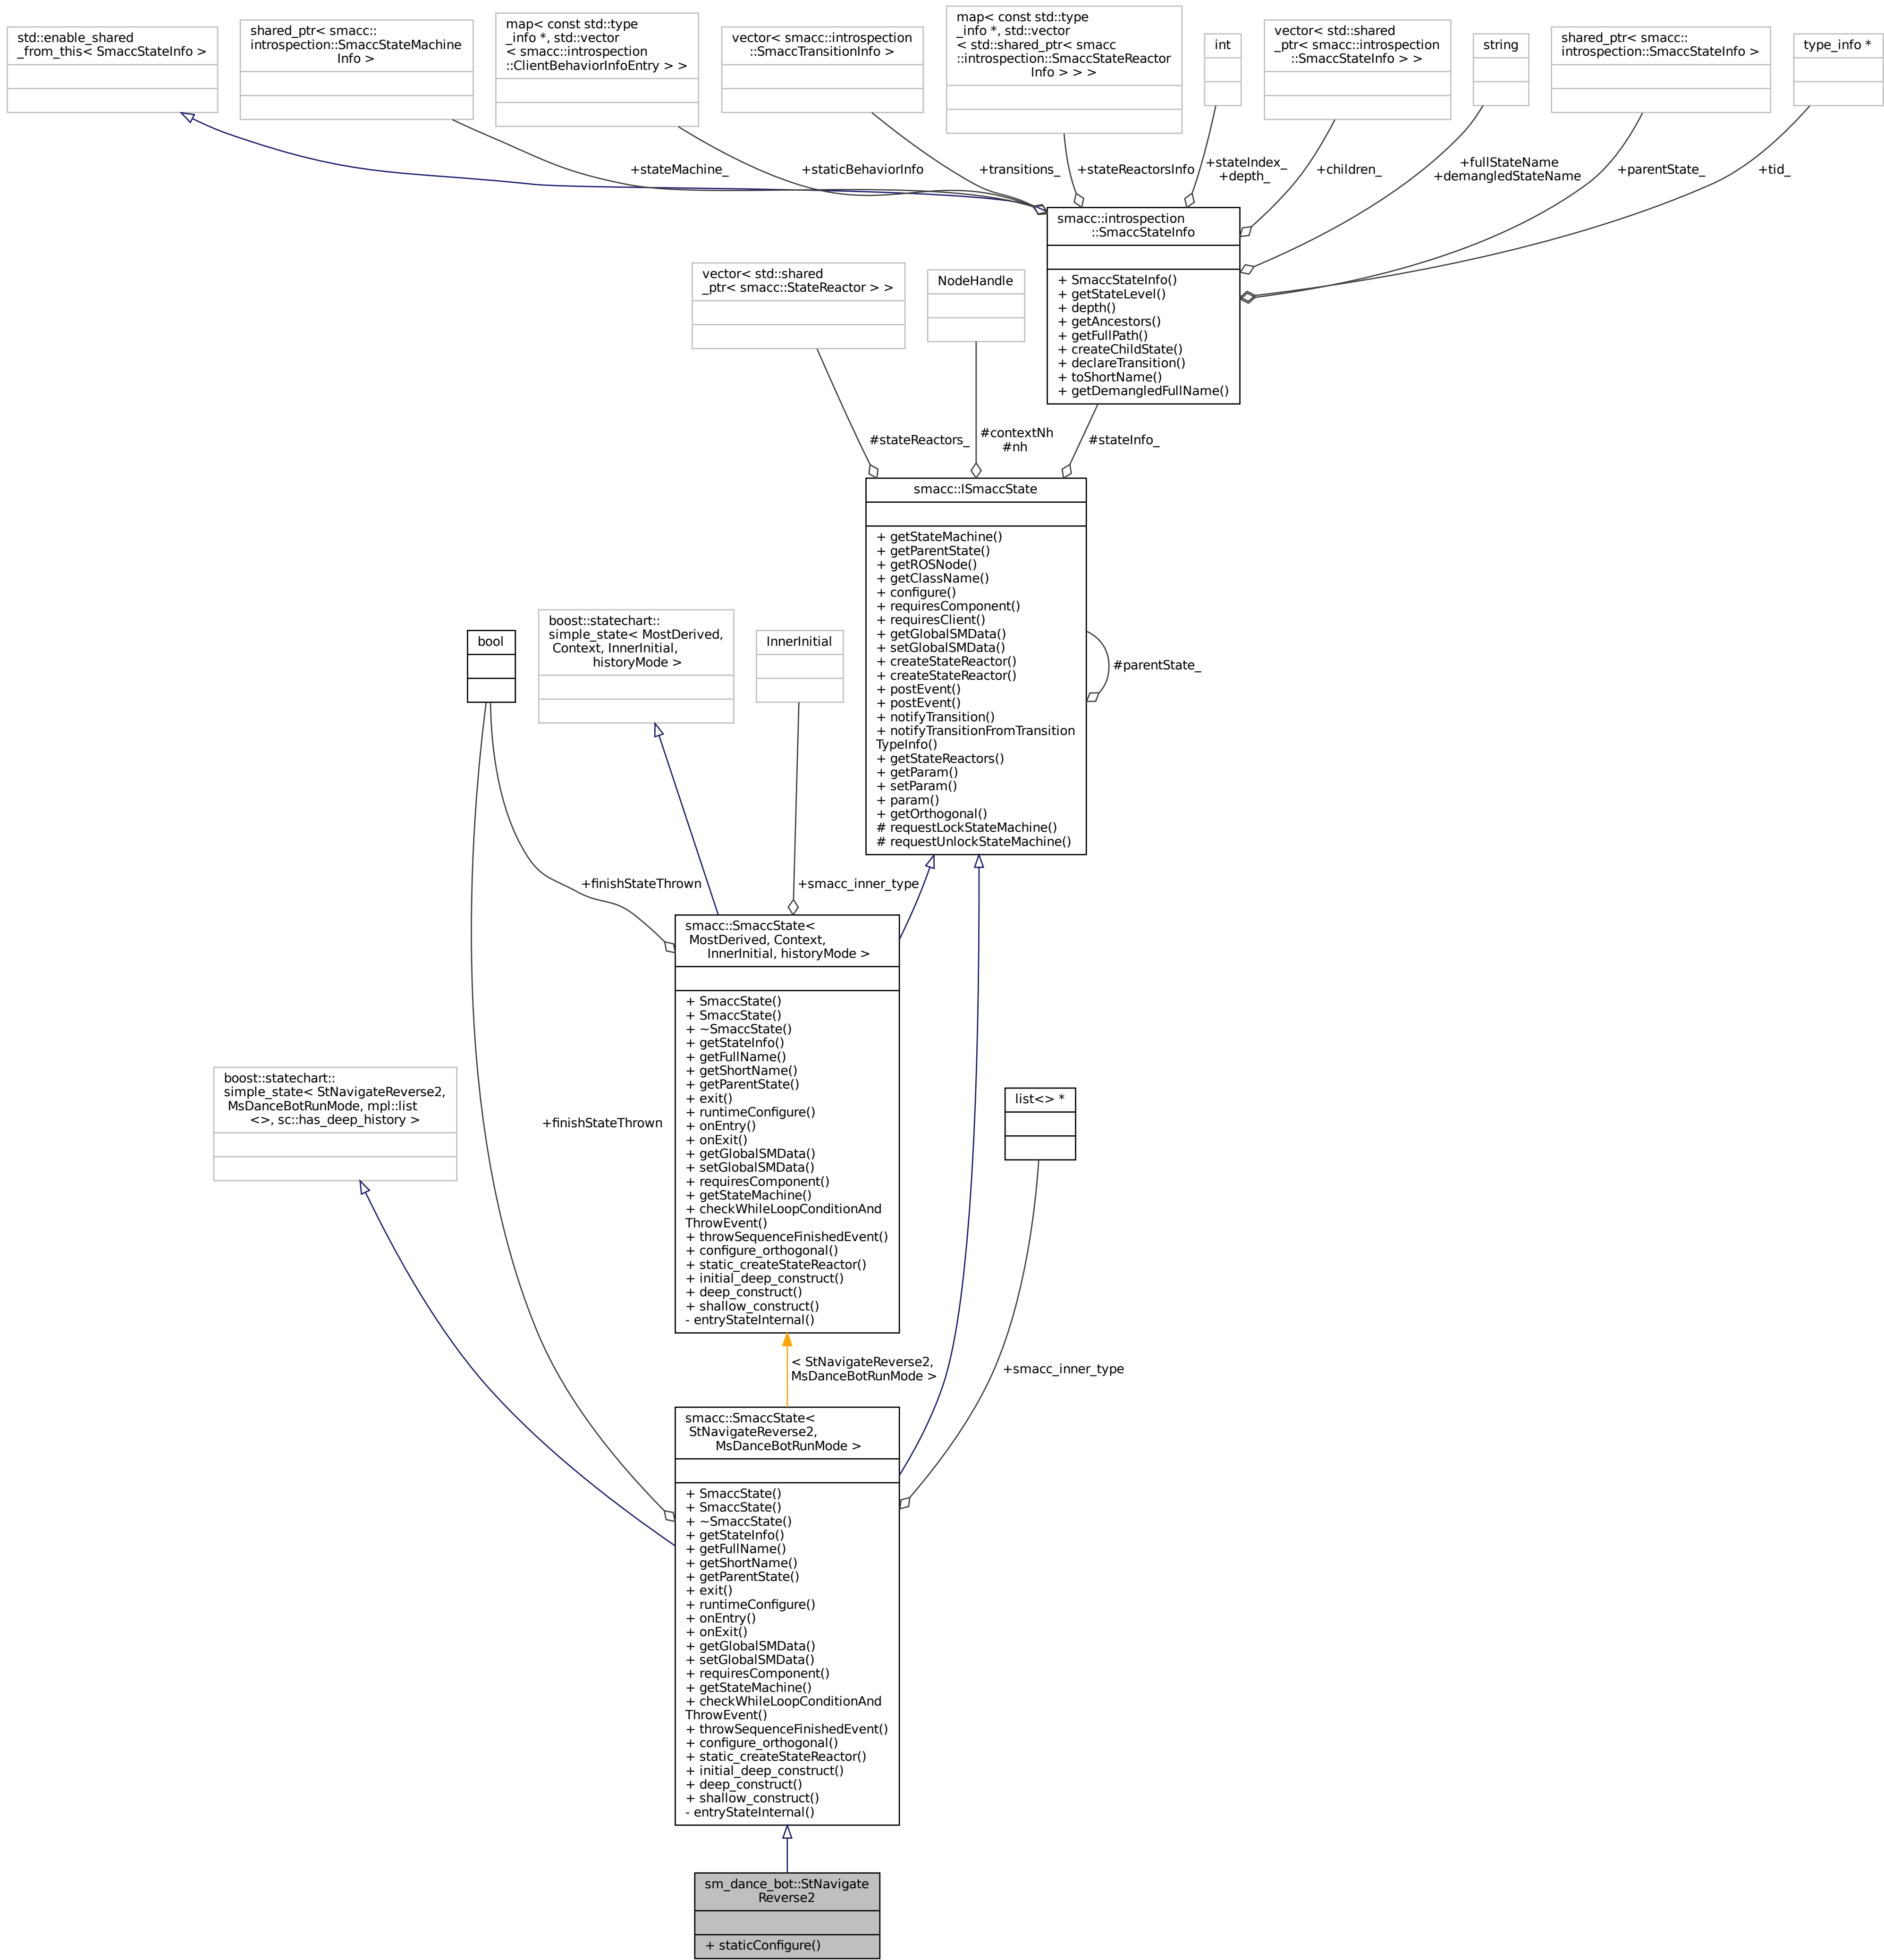 std::enable_shared
_from_this< SmaccStateInfo >
shared_ptr< smacc::
introspection::SmaccStateMachine
Info >
map< const std::type
_info *, std::vector
< smacc::introspection
::ClientBehaviorInfoEntry > >
vector< smacc::introspection
::SmaccTransitionInfo >
map< const std::type
_info *, std::vector
< std::shared_ptr< smacc
::introspection::SmaccStateReactor
Info > > >
int
vector< std::shared
_ptr< smacc::introspection
::SmaccStateInfo > >
string
shared_ptr< smacc::
introspection::SmaccStateInfo >
type_info *
+stateMachine_
+staticBehaviorInfo
+transitions_
+stateReactorsInfo
+stateIndex_
+depth_
+children_
+fullStateName
+demangledStateName
+parentState_
+tid_
smacc::introspection
::SmaccStateInfo
+ SmaccStateInfo()
+ getStateLevel()
+ depth()
+ getAncestors()
+ getFullPath()
+ createChildState()
+ declareTransition()
+ toShortName()
+ getDemangledFullName()
vector< std::shared
_ptr< smacc::StateReactor > >
NodeHandle
#stateReactors_
#contextNh
#nh
#stateInfo_
smacc::ISmaccState
+ getStateMachine()
+ getParentState()
+ getROSNode()
+ getClassName()
+ configure()
+ requiresComponent()
+ requiresClient()
+ getGlobalSMData()
+ setGlobalSMData()
+ createStateReactor()
+ createStateReactor()
+ postEvent()
+ postEvent()
+ notifyTransition()
+ notifyTransitionFromTransition
TypeInfo()
+ getStateReactors()
+ getParam()
+ setParam()
+ param()
+ getOrthogonal()
# requestLockStateMachine()
# requestUnlockStateMachine()
#parentState_
bool
boost::statechart::
simple_state< MostDerived,
Context, InnerInitial,
historyMode >
InnerInitial
+finishStateThrown
+smacc_inner_type
smacc::SmaccState<
MostDerived, Context,
InnerInitial, historyMode >
+ SmaccState()
+ SmaccState()
+ ~SmaccState()
+ getStateInfo()
+ getFullName()
+ getShortName()
+ getParentState()
+ exit()
+ runtimeConfigure()
+ onEntry()
+ onExit()
+ getGlobalSMData()
+ setGlobalSMData()
+ requiresComponent()
+ getStateMachine()
+ checkWhileLoopConditionAnd
ThrowEvent()
+ throwSequenceFinishedEvent()
+ configure_orthogonal()
+ static_createStateReactor()
+ initial_deep_construct()
+ deep_construct()
+ shallow_construct()
- entryStateInternal()
boost::statechart::
simple_state< StNavigateReverse2,
MsDanceBotRunMode, mpl::list
<>, sc::has_deep_history >
+finishStateThrown
list<> *
< StNavigateReverse2,
MsDanceBotRunMode >
+smacc_inner_type
smacc::SmaccState<
StNavigateReverse2,
MsDanceBotRunMode >
+ SmaccState()
+ SmaccState()
+ ~SmaccState()
+ getStateInfo()
+ getFullName()
+ getShortName()
+ getParentState()
+ exit()
+ runtimeConfigure()
+ onEntry()
+ onExit()
+ getGlobalSMData()
+ setGlobalSMData()
+ requiresComponent()
+ getStateMachine()
+ checkWhileLoopConditionAnd
ThrowEvent()
+ throwSequenceFinishedEvent()
+ configure_orthogonal()
+ static_createStateReactor()
+ initial_deep_construct()
+ deep_construct()
+ shallow_construct()
- entryStateInternal()
sm_dance_bot::StNavigate
Reverse2
+ staticConfigure()